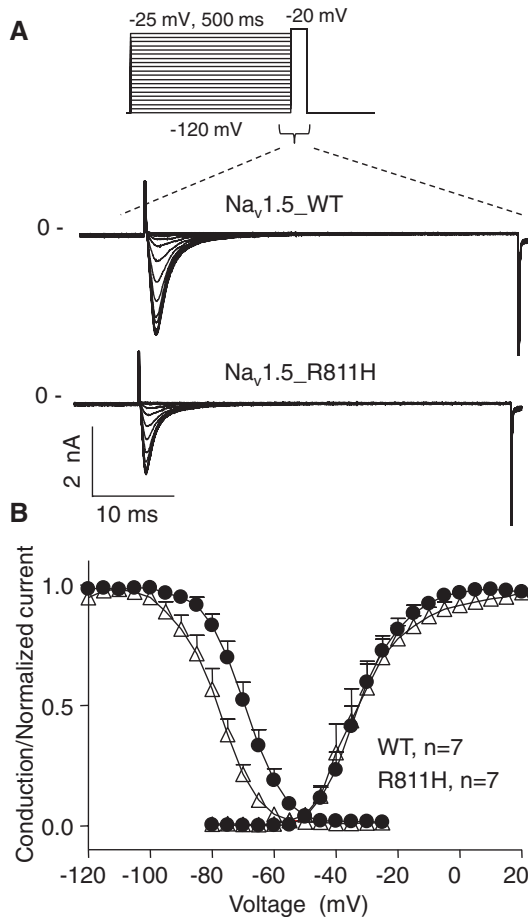 A
-25 mV, 500 ms
-20 mV
-120 mV
Nav1.5_WT
0 -
Nav1.5_R811H
0 -
2 nA
10 ms
B
Conduction/Normalized current
1.0
0.5
0.0
WT, n=7
R811H, n=7
-120 -100 -80 -60 -40 -20 0 20
Voltage (mV)